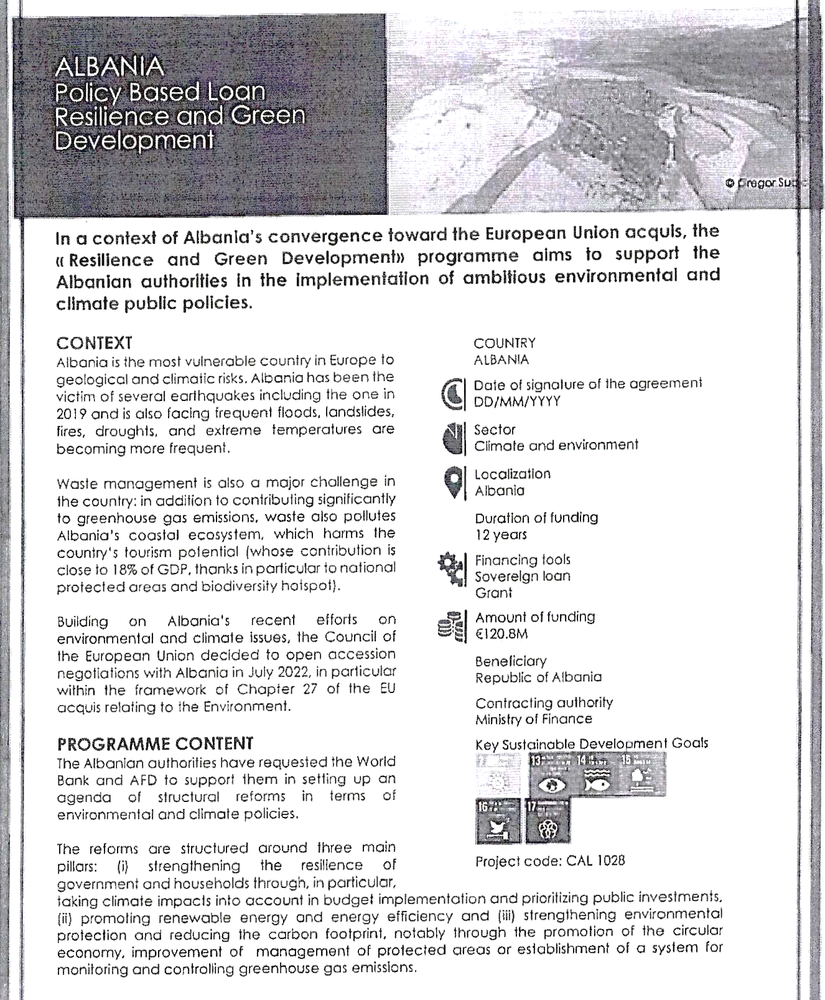 ALBANIA
Policy Based Loan
Resilience and Green
Development
In a context of Albania's convergence toward the European Union acquis, the
« Resilience and Green Development» programme aims to support the
Albanian authorities in the implementation of ambitious environmental and
climate public policies.
CONTEXT
Albania is the most vulnerable country in Europe to
geological and climatic risks. Albania has been the
victim of several earthquakes including the one in
2019 and is also facing frequent floods, landslides,
fires, droughts, and extreme temperatures are
becoming more frequent.
Waste management is also a major challenge in
the country: in addition to contributing significantly
to greenhouse gas emissions, waste also pollutes
Albania's coastal ecosystem, which harms the
country's tourism potential (whose contribution is
close to 18% of GDP, thanks in particular to national
protected areas and biodiversity hotspot).
Building on Albania's recent efforts on
environmental and climate issues, the Council of
the European Union decided to open accession
negotiations with Albania in July 2022, in particular
within the framework of Chapter 27 of the EU
acquis relating to the Environment.
PROGRAMME CONTENT
The Albanian authorities have requested the World
Bank and AFD to support them in setting up an
agenda of structural reforms in terms of
environmental and climate policies.
The reforms are structured around three main
pillars: (i) strengthening the resilience of
government and households through, in particular,
taking climate impacts into account in budget implementation and prioritizing public investments,
(ii) promoting renewable energy and energy efficiency and (iii) strengthening environmental
protection and reducing the carbon footprint, notably through the promotion of the circular
economy, improvement of management of protected areas or establishment of a system for
monitoring and controlling greenhouse gas emissions.
COUNTRY
ALBANIA
Date of signature of the agreement
DD/MM/YYYY
Sector
Climate and environment
Localization
Albania
Duration of funding
12 years
Financing tools
Sovereign loan
Grant
Amount of funding
€120.8M
Beneficiary
Republic of Albania
Contracting authority
Ministry of Finance
Key Sustainable Development Goals
7 13 14 15
16 17
Project code: CAL 1028